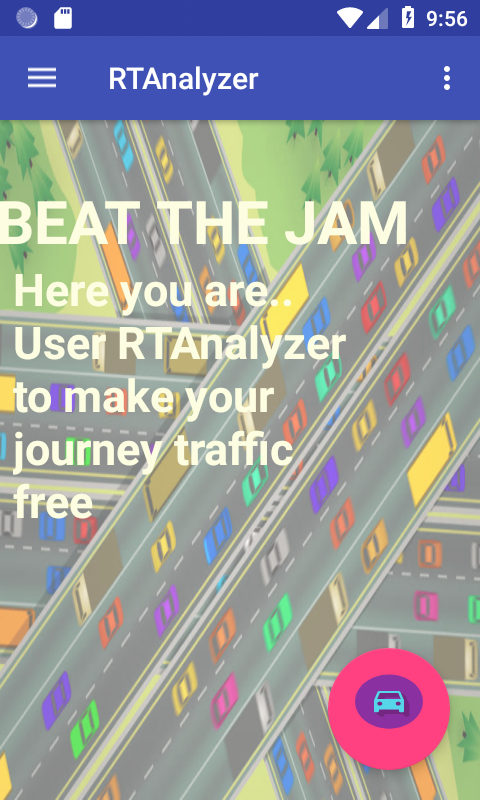 9:56
RTAnalyzer
BEAT THE JAM
Here you are..
User RTAnalyzer
to make your
journey traffic
free